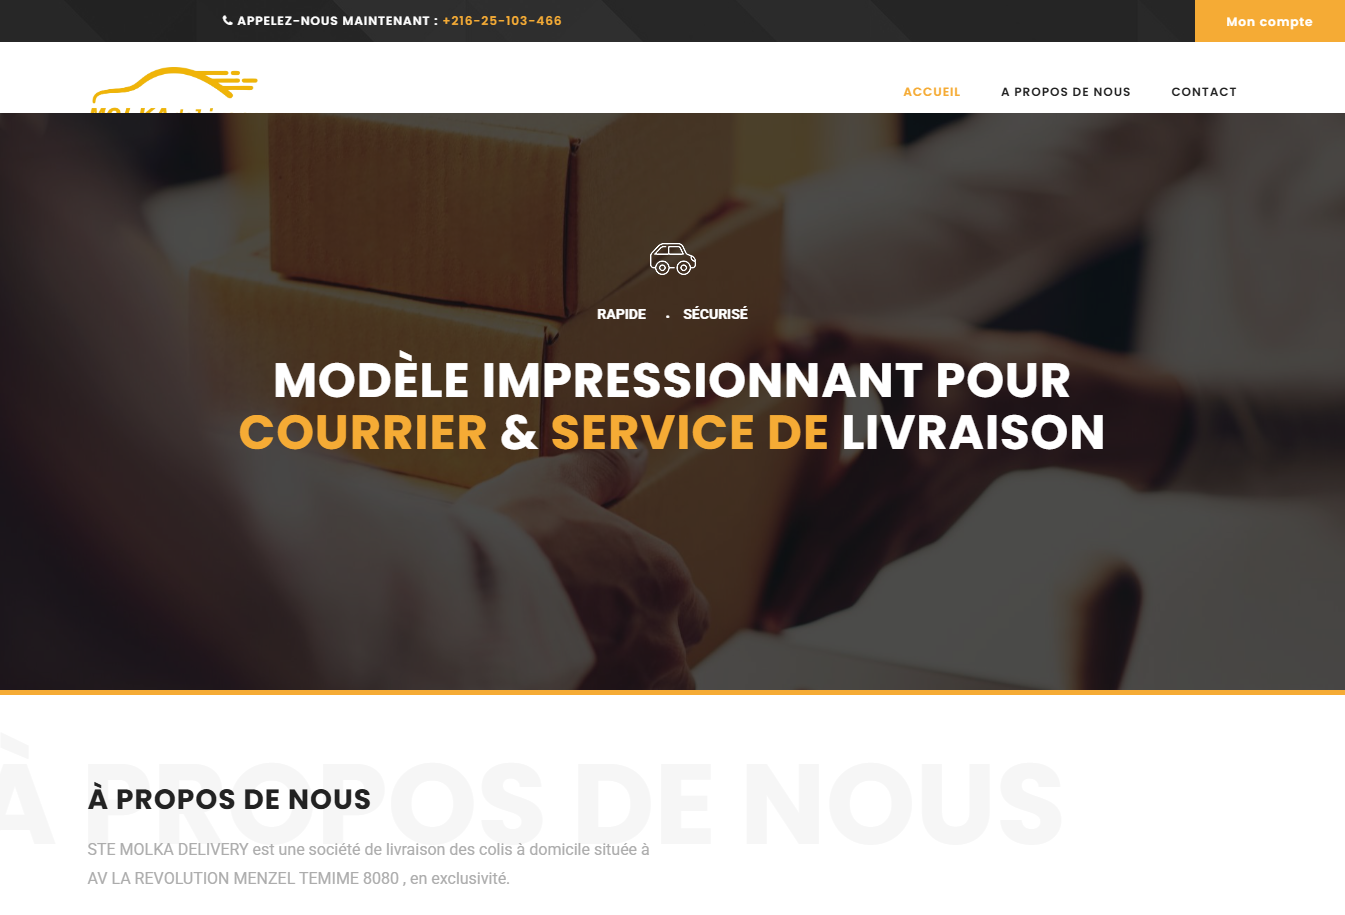 APPELEZ-NOUS MAINTENANT : +216-25-103-466
Mon compte
ACCUEIL
A PROPOS DE NOUS
CONTACT
RAPIDE . SÉCURISÉ
MODÈLE IMPRESSIONNANT POUR
COURRIER & SERVICE DE LIVRAISON
À PROPOS DE NOUS
À PROPOS DE NOUS
STE MOLKA DELIVERY est une société de livraison des colis à domicile située à
AV LA REVOLUTION MENZEL TEMIME 8080 , en exclusivité.